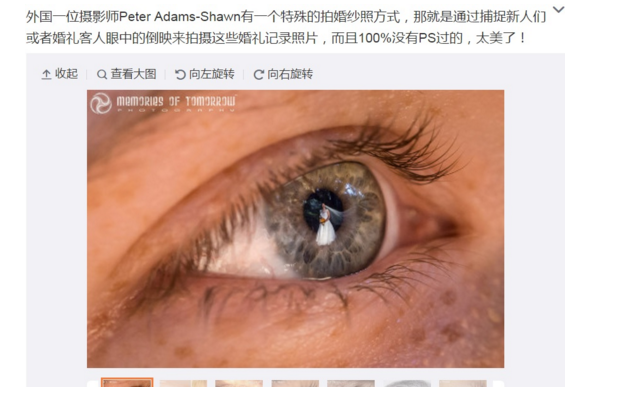 外国一位摄影师Peter Adams-Shawn有一个特殊的拍婚纱照方式，那就是通过捕捉新人们
或者婚礼客人眼中的倒映来拍摄这些婚礼记录照片，而且100%没有PS过的，太美了！
收起 查看大图 向左旋转 向右旋转
MEMORIES OF TOMORROW
PHOTOGRAPHY